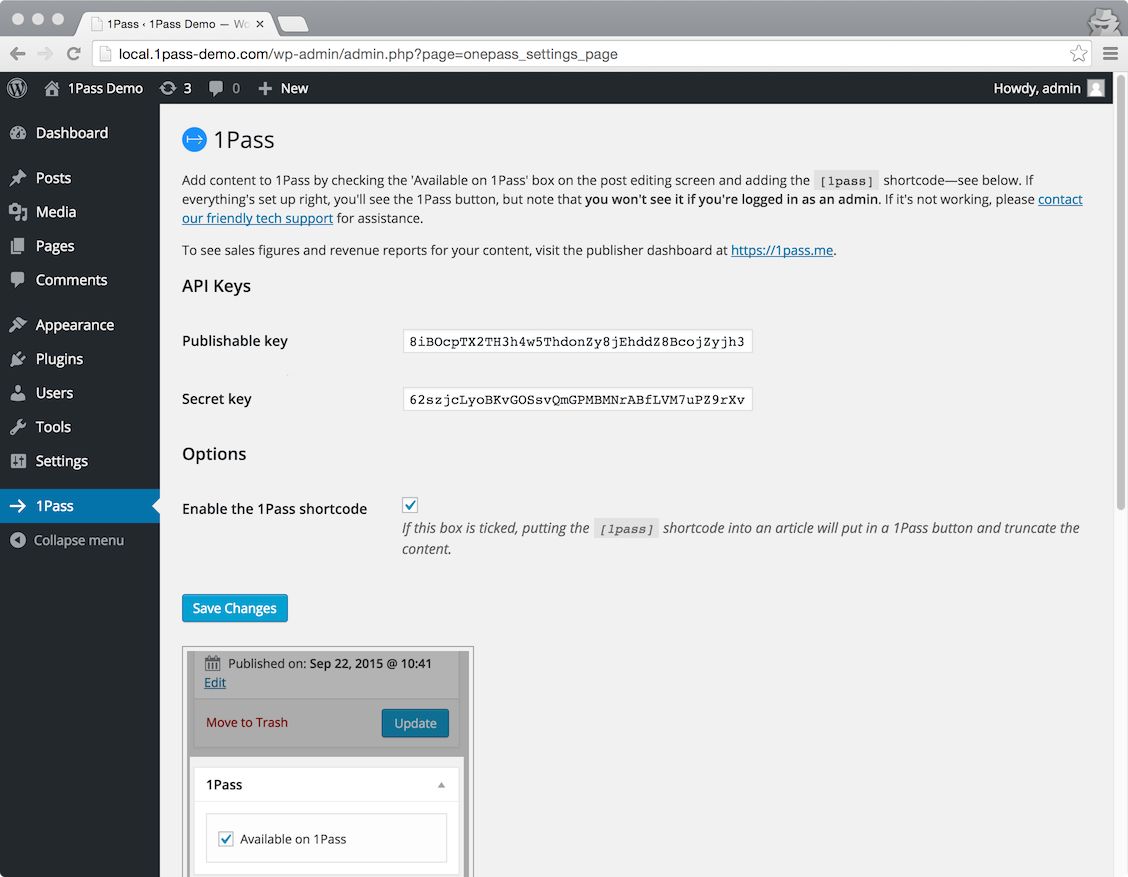 1Pass ‹ 1Pass Demo — Wo
local.1pass-demo.com/wp-admin/admin.php?page=onepass_settings_page
1Pass Demo 3 0 New Howdy, admin
Dashboard
Posts
Media
Pages
Comments
Appearance
Plugins
Users
Tools
Settings
1Pass
Collapse menu
1Pass
Add content to 1Pass by checking the 'Available on 1Pass' box on the post editing screen and adding the [1pass] shortcode—see below. If
everything's set up right, you'll see the 1Pass button, but note that you won't see it if you're logged in as an admin. If it's not working, please contact
our friendly tech support for assistance.
To see sales figures and revenue reports for your content, visit the publisher dashboard at https://1pass.me.
API Keys
Publishable key 8iBOcpTX2TH3h4w5ThdonZy8jEhddZ8BcojZyjh3
Secret key 62szjcLyoBKvGOSsvQmGPMBMNrABfLVM7uPZ9rXv
Options
Enable the 1Pass shortcode
If this box is ticked, putting the [1pass] shortcode into an article will put in a 1Pass button and truncate the
content.
Save Changes
Published on: Sep 22, 2015 @ 10:41
Edit
Move to Trash Update
1Pass
Available on 1Pass